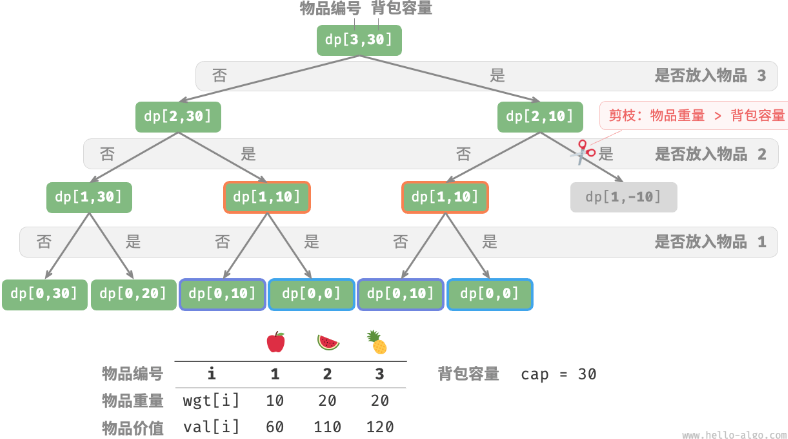 物品编号 背包容量
dp[3,30]
否 是 是否放入物品 3
dp[2,30] dp[2,10] 剪枝：物品重量 > 背包容量
否 是 否 是 是否放入物品 2
dp[1,30] dp[1,10] dp[1,10] dp[1,-10]
否 是 否 是 否 是 是否放入物品 1
dp[0,30] dp[0,20] dp[0,10] dp[0,0] dp[0,10] dp[0,0]
物品编号 i 1 2 3 背包容量 cap = 30
物品重量 wgt[i] 10 20 20
物品价值 val[i] 60 110 120
www.hello-algo.com